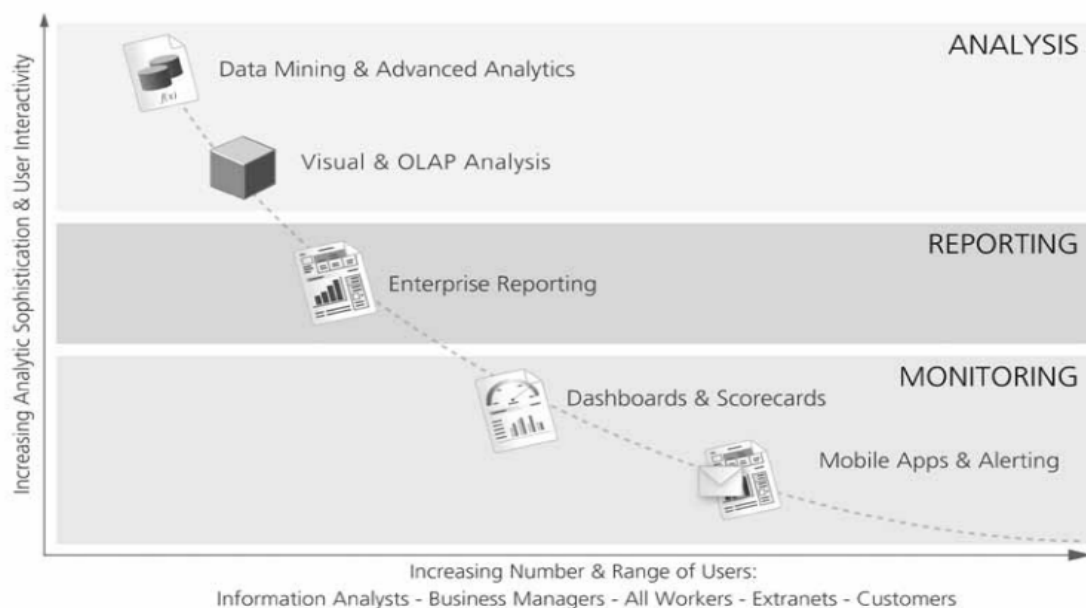 ANALYSIS
Data Mining & Advanced Analytics
f(x)
Visual & OLAP Analysis
REPORTING
Enterprise Reporting
MONITORING
Dashboards & Scorecards
Mobile Apps & Alerting
Increasing Analytic Sophistication & User Interactivity
Increasing Number & Range of Users:
Information Analysts - Business Managers - All Workers - Extranets - Customers